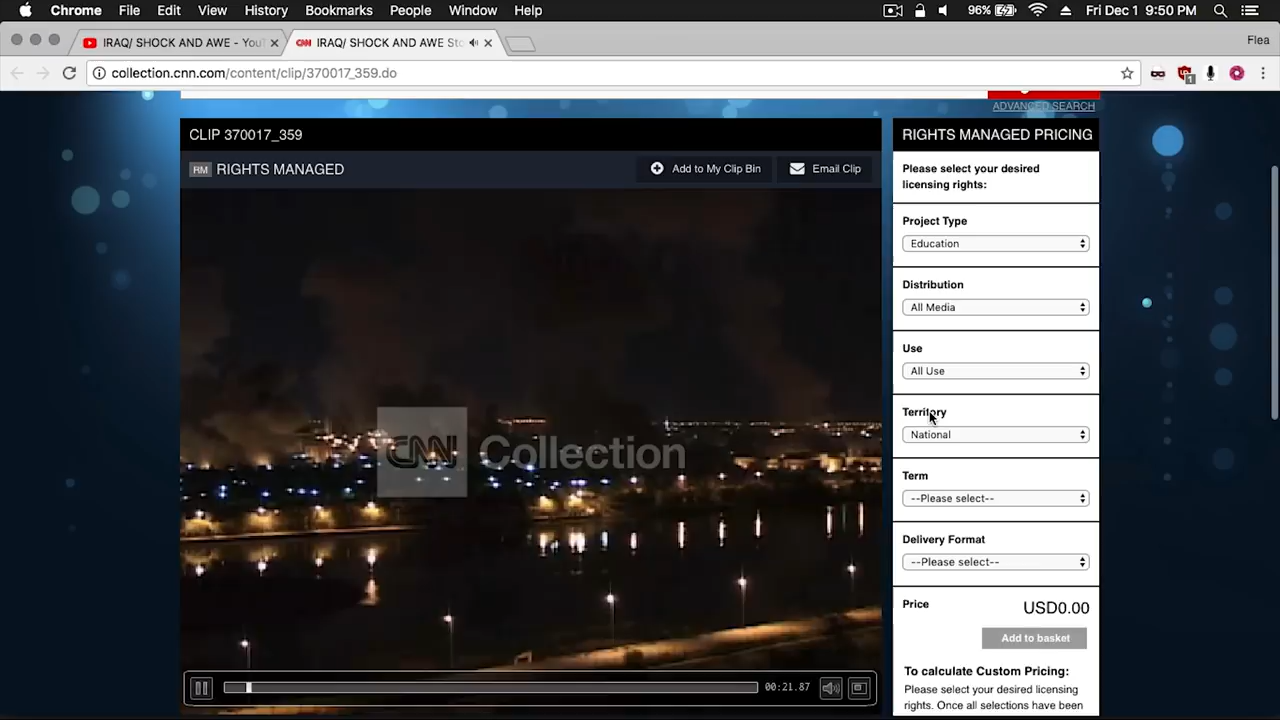 Chrome File Edit View History Bookmarks People Window Help 96% Fri Dec 1 9:50 PM
IRAQ/ SHOCK AND AWE - You
CNN IRAQ/ SHOCK AND AWE Sto
Flea
collection.cnn.com/content/clip/370017_359.do
1
ADVANCED SEARCH
CLIP 370017_359
RM RIGHTS MANAGED
Add to My Clip Bin
Email Clip
CNN Collection
00:21.87
RIGHTS MANAGED PRICING
Please select your desired
licensing rights:
Project Type
Education
Distribution
All Media
Use
All Use
Territory
National
Term
--Please select--
Delivery Format
--Please select--
Price USD0.00
Add to basket
To calculate Custom Pricing:
Please select your desired licensing
rights. Once all selections have been